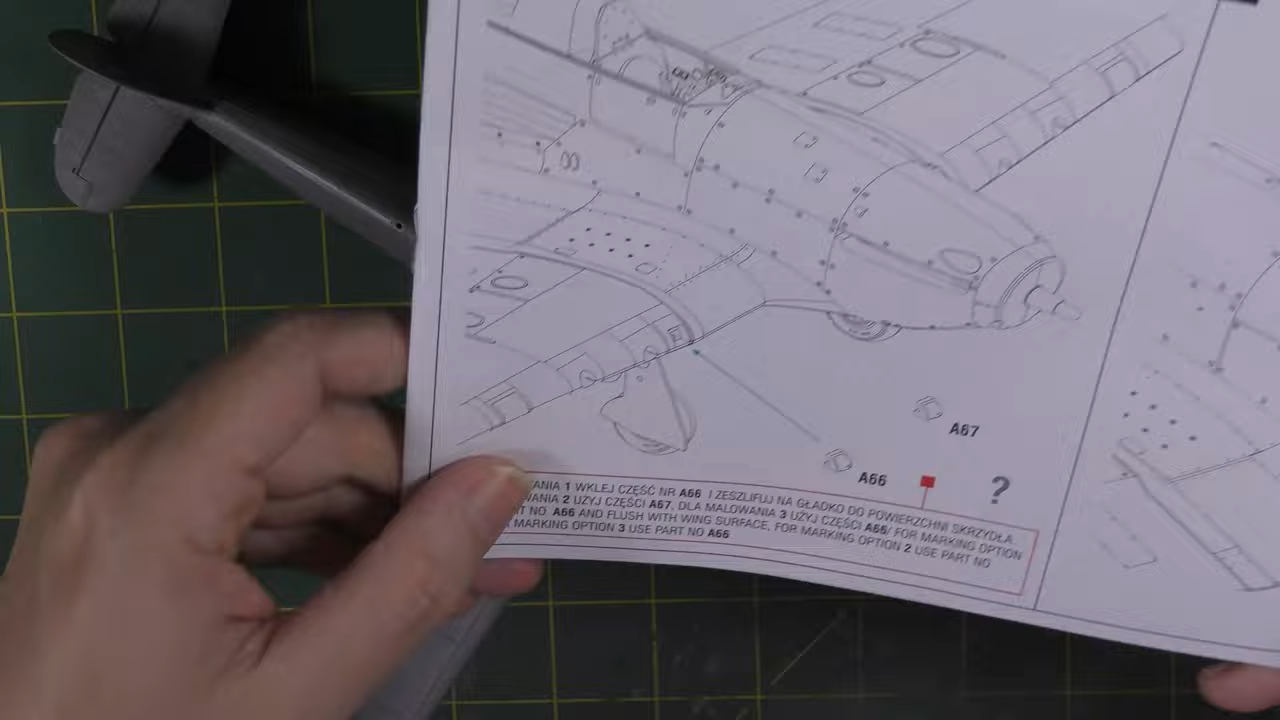 A67
A66
?
ANIA 1 WKLEJ CZĘŚĆ NR A66 I ZESZLIFUJ NA GŁADKO DO POWIERZCHNI SKRZYDŁA.
WANIA 2 UŻYJ CZĘŚCI A67, DLA MALOWANIA 3 UŻYJ CZĘŚCI A66/ FOR MARKING OPTION
T NO A66 AND FLUSH WITH WING SURFACE, FOR MARKING OPTION 2 USE PART NO
MARKING OPTION 3 USE PART NO A66